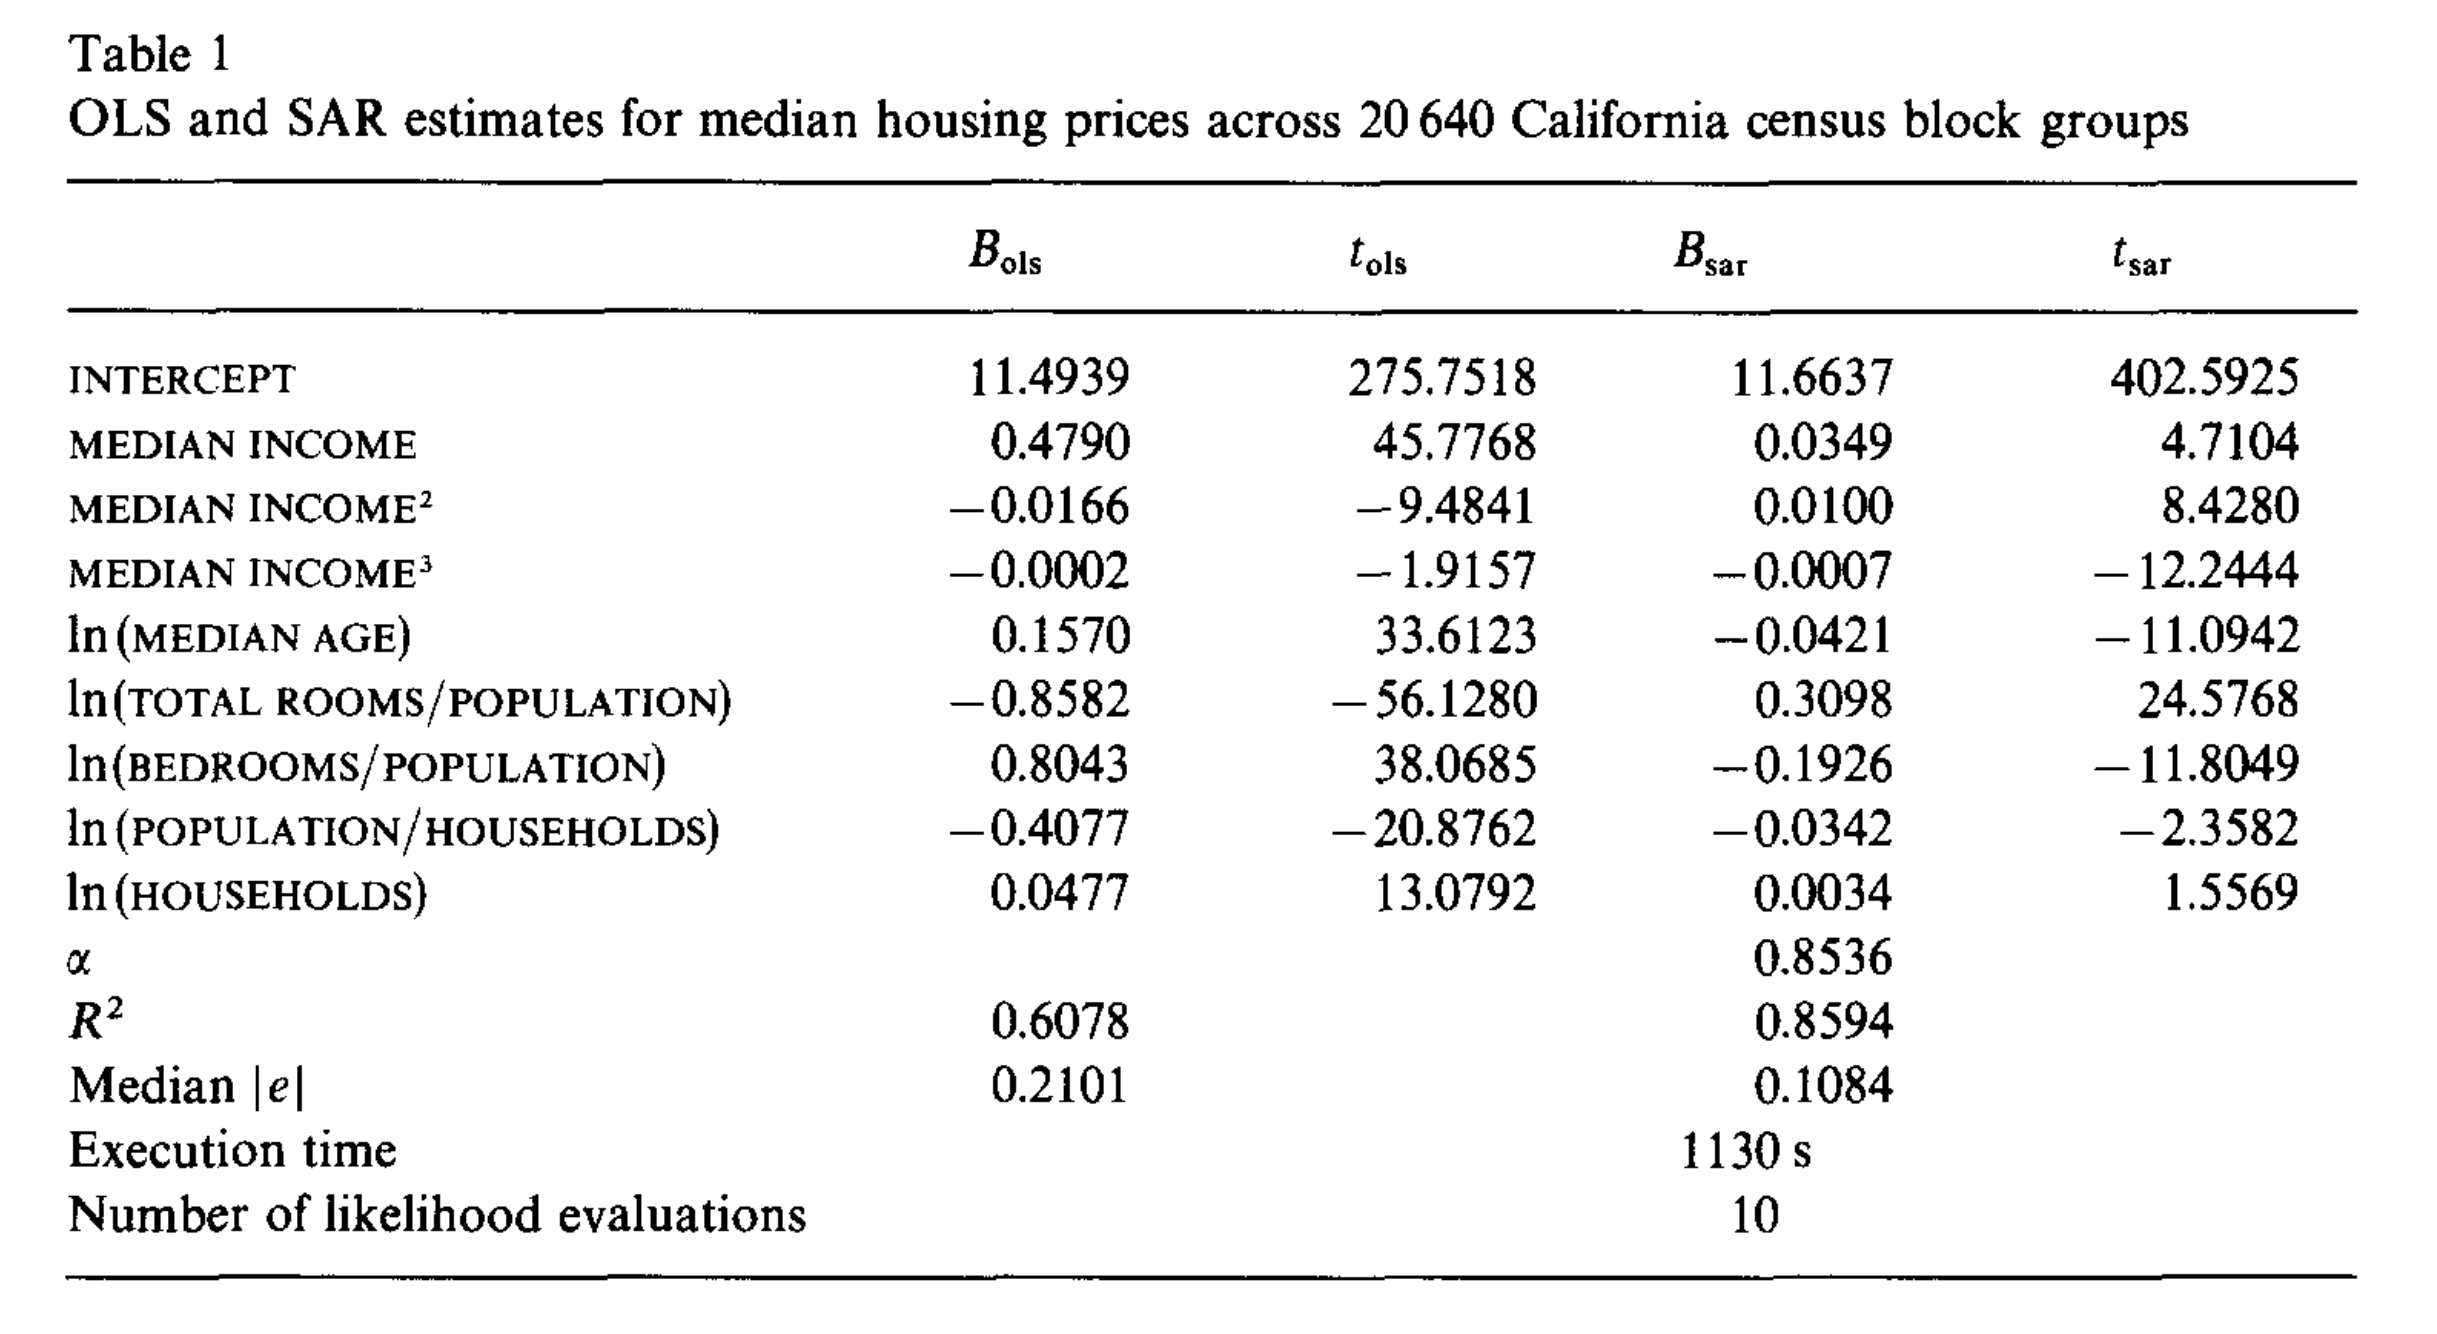 Table 1
OLS and SAR estimates for median housing prices across 20 640 California census block groups
B_ols t_ols B_sar t_sar
INTERCEPT 11.4939 275.7518 11.6637 402.5925
MEDIAN INCOME 0.4790 45.7768 0.0349 4.7104
MEDIAN INCOME² −0.0166 −9.4841 0.0100 8.4280
MEDIAN INCOME³ −0.0002 −1.9157 −0.0007 −12.2444
ln(MEDIAN AGE) 0.1570 33.6123 −0.0421 −11.0942
ln(TOTAL ROOMS/POPULATION) −0.8582 −56.1280 0.3098 24.5768
ln(BEDROOMS/POPULATION) 0.8043 38.0685 −0.1926 −11.8049
ln(POPULATION/HOUSEHOLDS) −0.4077 −20.8762 −0.0342 −2.3582
ln(HOUSEHOLDS) 0.0477 13.0792 0.0034 1.5569
α 0.8536
R² 0.6078 0.8594
Median |e| 0.2101 0.1084
Execution time 1130 s
Number of likelihood evaluations 10